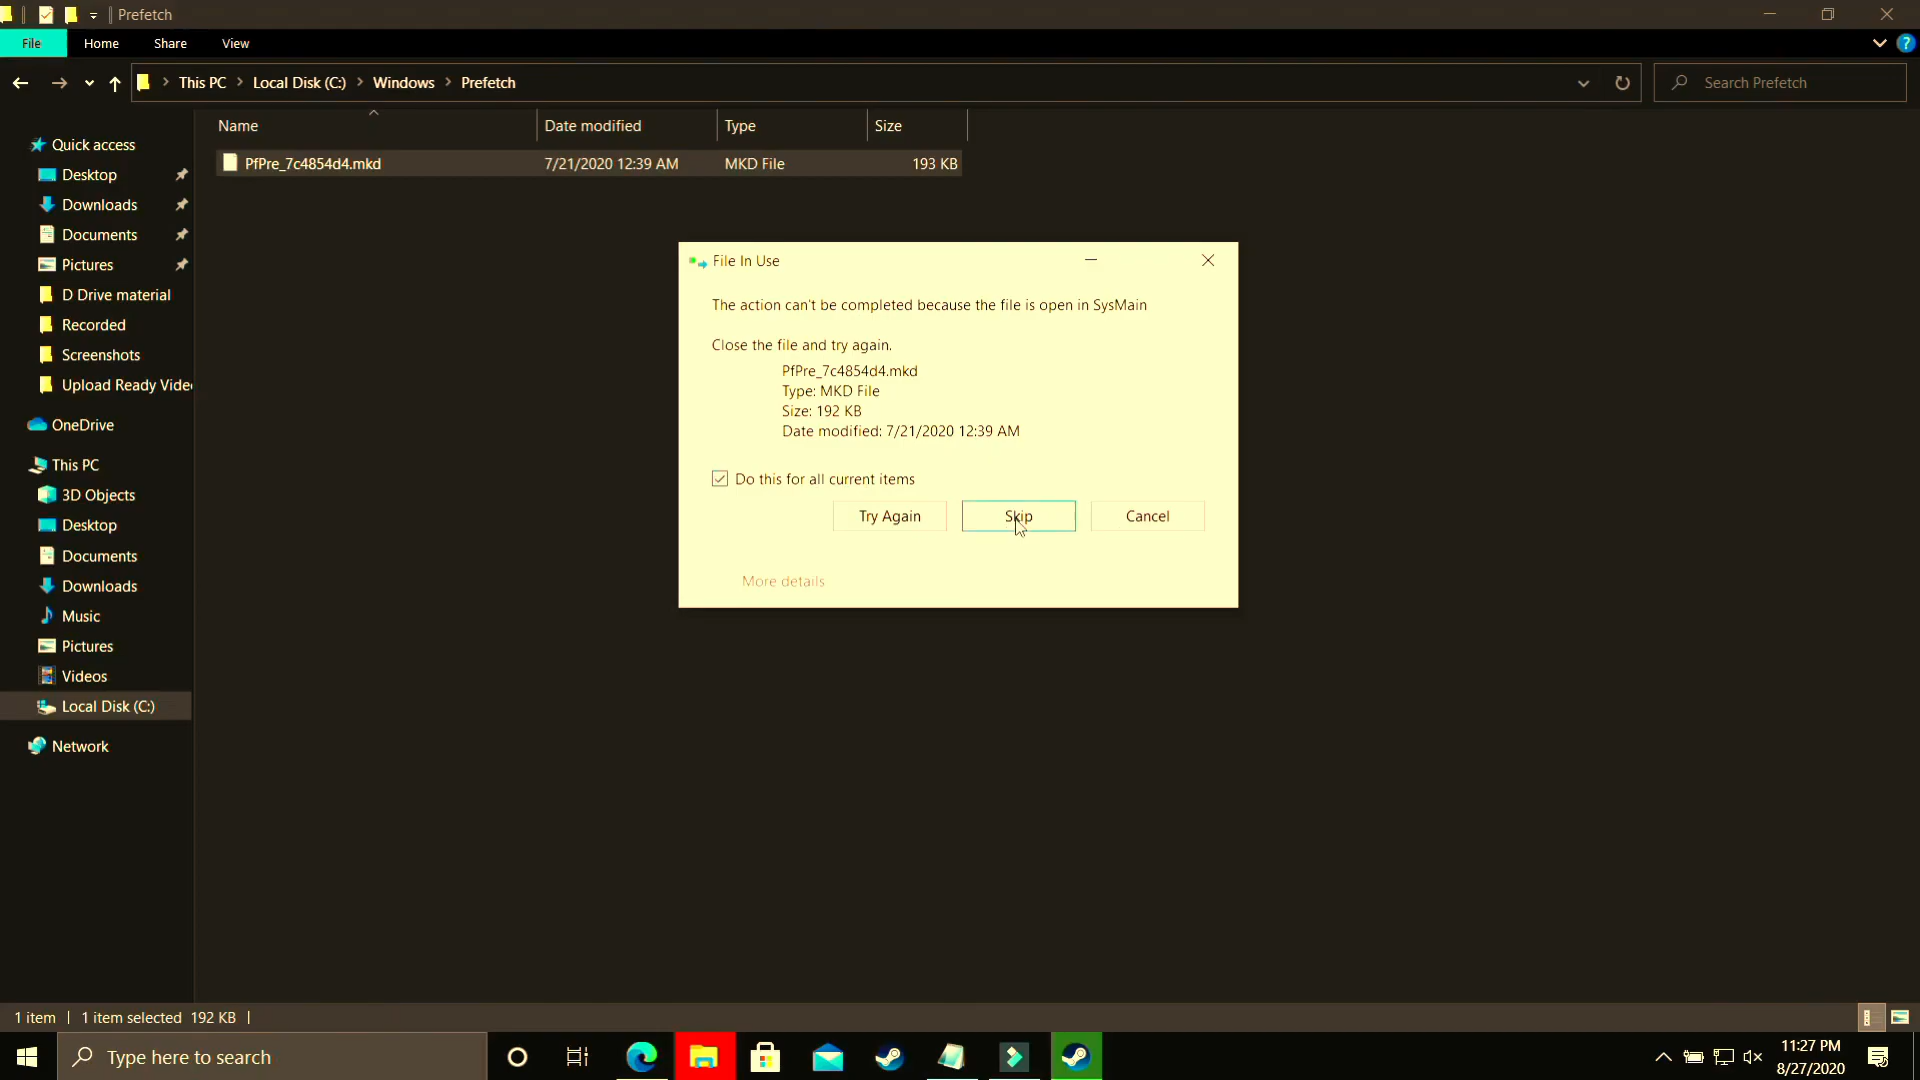 Prefetch
File Home Share View
This PC Local Disk (C:) Windows Prefetch
Search Prefetch
Name Date modified Type Size
PfPre_7c4854d4.mkd 7/21/2020 12:39 AM MKD File 193 KB
Quick access
Desktop
Downloads
Documents
Pictures
D Drive material
Recorded
Screenshots
Upload Ready Vide
OneDrive
This PC
3D Objects
Desktop
Documents
Downloads
Music
Pictures
Videos
Local Disk (C:)
Network
File In Use
The action can't be completed because the file is open in SysMain
Close the file and try again.
PfPre_7c4854d4.mkd
Type: MKD File
Size: 192 KB
Date modified: 7/21/2020 12:39 AM
Do this for all current items
Try Again Skip Cancel
More details
1 item 1 item selected 192 KB
Type here to search
11:27 PM
8/27/2020